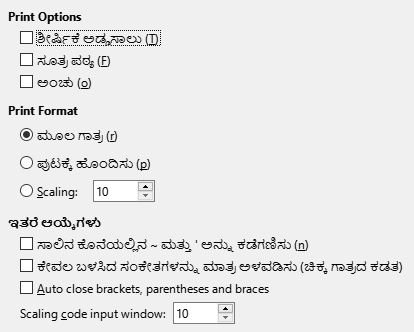 Print Options
ಶೀರ್ಷಿಕೆ ಅಡ್ಡಸಾಲು (T)
ಸೂತ್ರ ಪಠ್ಯ (F)
ಅಂಚು (o)
Print Format
ಮೂಲ ಗಾತ್ರ (r)
ಪುಟಕ್ಕೆ ಹೊಂದಿಸು (p)
Scaling: 10
ಇತರೆ ಆಯ್ಕೆಗಳು
ಸಾಲಿನ ಕೊನೆಯಲ್ಲಿನ ~ ಮತ್ತು ' ಅನ್ನು ಕಡೆಗಣಿಸು (n)
ಕೇವಲ ಬಳಸಿದ ಸಂಕೇತಗಳನ್ನು ಮಾತ್ರ ಅಳವಡಿಸು (ಚಿಕ್ಕ ಗಾತ್ರದ ಕಡತ)
Auto close brackets, parentheses and braces
Scaling code input window: 10